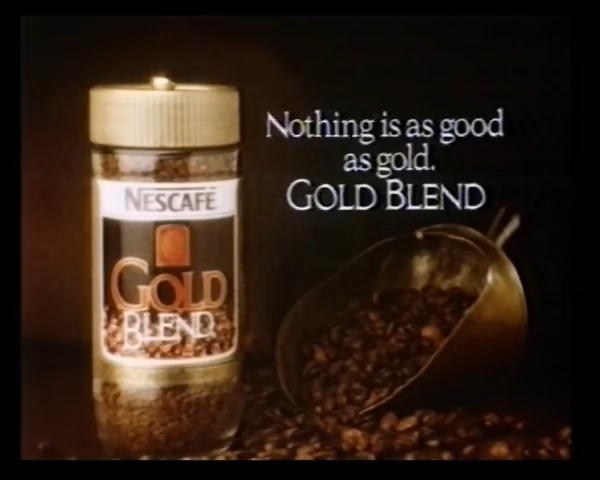 Nothing is as good
as gold.
GOLD BLEND
NESCAFÉ
GOLD
BLEND